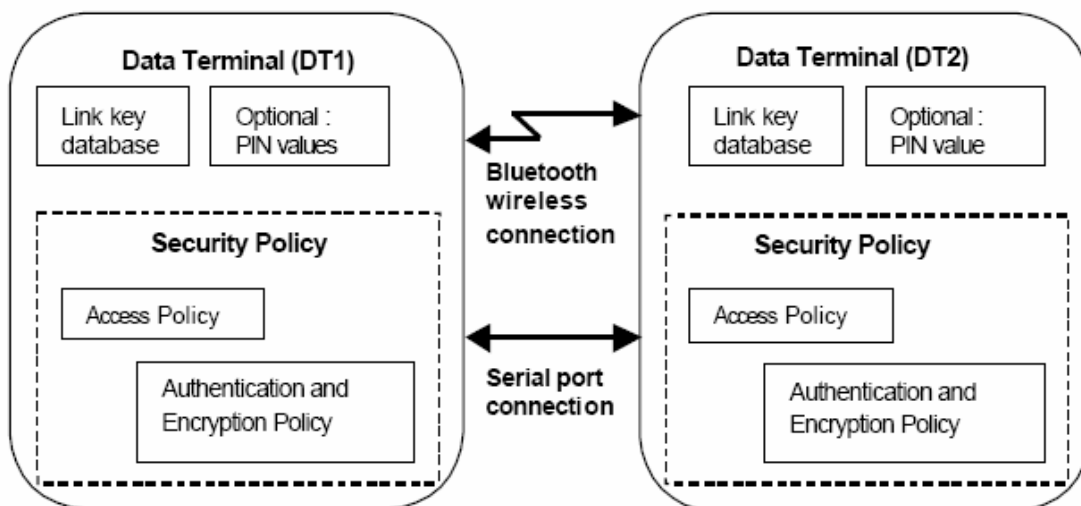 Data Terminal (DT1)
Link key
database
Optional :
PIN values
Security Policy
Access Policy
Authentication and
Encryption Policy
Bluetooth
wireless
connection
Serial port
connection
Data Terminal (DT2)
Link key
database
Optional :
PIN value
Security Policy
Access Policy
Authentication and
Encryption Policy